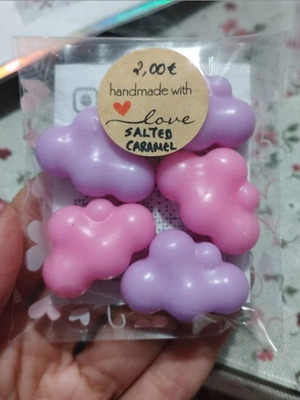 2,00€
handmade with
love
SALTED
CARAMEL